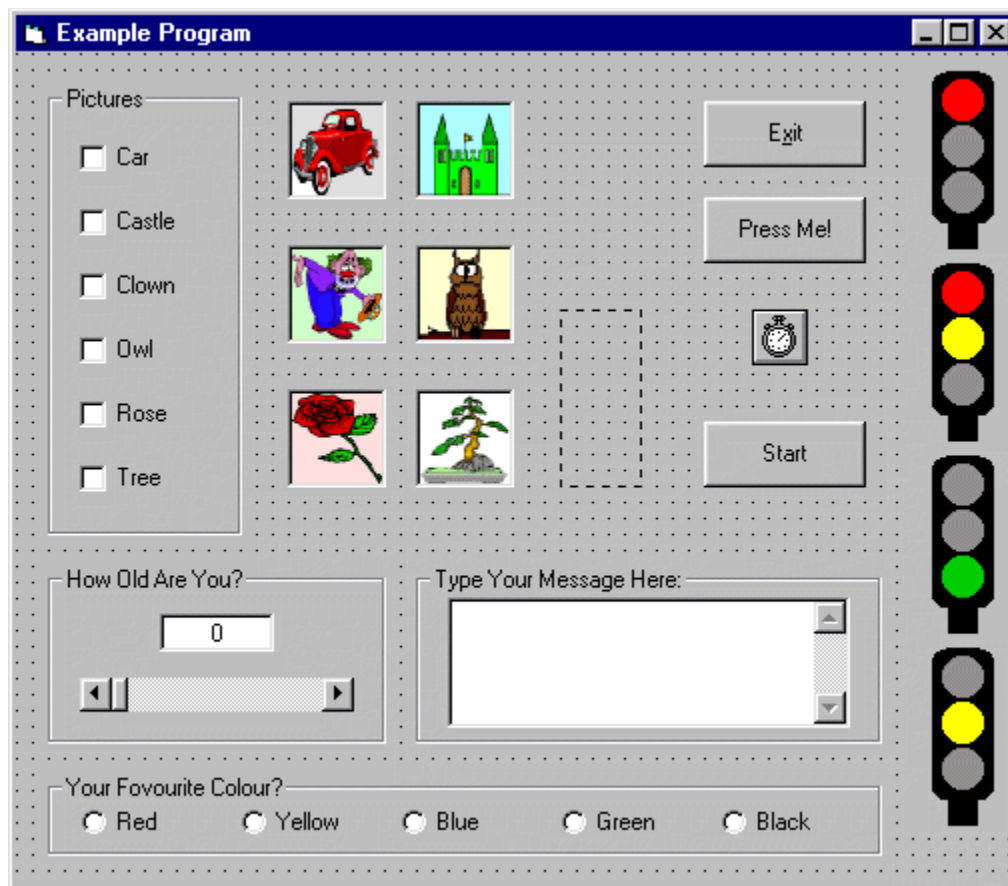 Example Program
Pictures
Car
Castle
Clown
Owl
Rose
Tree
Exit
Press Me!
Start
How Old Are You?
0
Type Your Message Here:
Your Fovourite Colour?
Red Yellow Blue Green Black